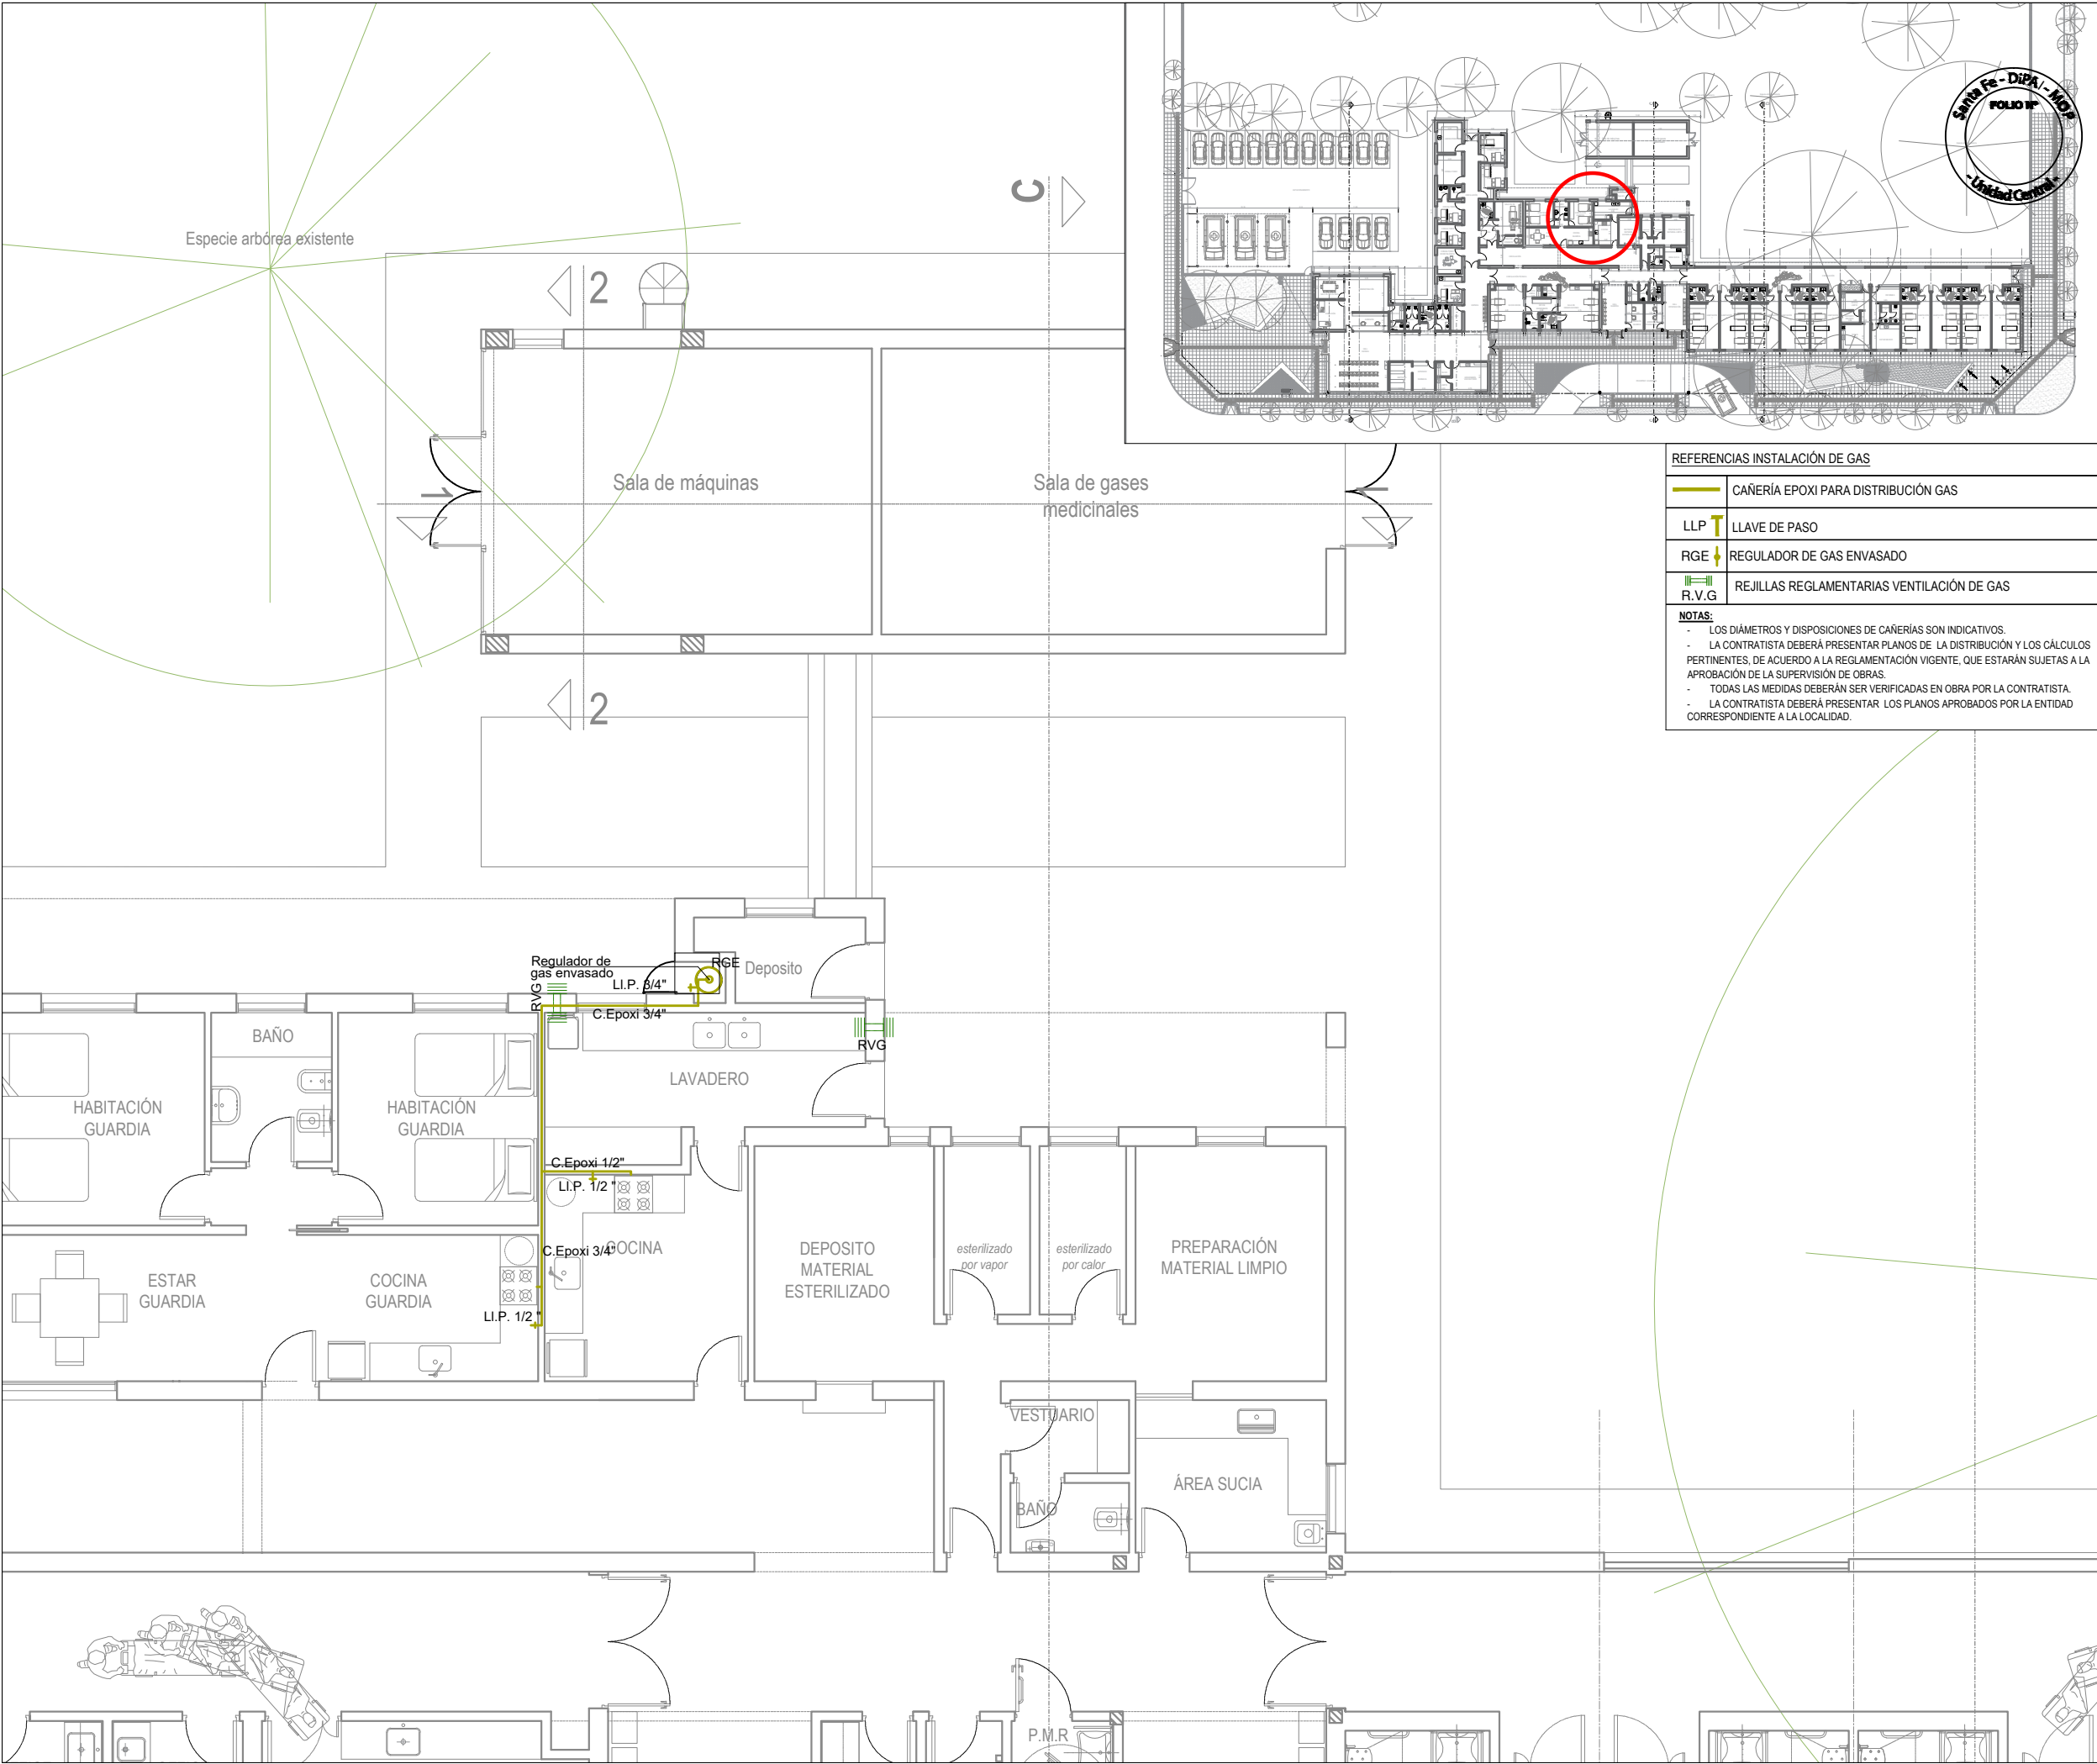 Santa Fe - DiPAI - MOP
FOLIO Nº
- Unidad Central -
Especie arbórea existente
C
2
Sala de máquinas
Sala de gases
medicinales
1
1
2
REFERENCIAS INSTALACIÓN DE GAS
CAÑERÍA EPOXI PARA DISTRIBUCIÓN GAS
LLP LLAVE DE PASO
RGE REGULADOR DE GAS ENVASADO
R.V.G REJILLAS REGLAMENTARIAS VENTILACIÓN DE GAS
NOTAS:
- LOS DIÁMETROS Y DISPOSICIONES DE CAÑERÍAS SON INDICATIVOS.
- LA CONTRATISTA DEBERÁ PRESENTAR PLANOS DE LA DISTRIBUCIÓN Y LOS CÁLCULOS
PERTINENTES, DE ACUERDO A LA REGLAMENTACIÓN VIGENTE, QUE ESTARÁN SUJETAS A LA
APROBACIÓN DE LA SUPERVISIÓN DE OBRAS.
- TODAS LAS MEDIDAS DEBERÁN SER VERIFICADAS EN OBRA POR LA CONTRATISTA.
- LA CONTRATISTA DEBERÁ PRESENTAR LOS PLANOS APROBADOS POR LA ENTIDAD
CORRESPONDIENTE A LA LOCALIDAD.
Regulador de
gas envasado
RGE
Deposito
Ll.P. 3/4"
RVG
C.Epoxi 3/4"
RVG
BAÑO
LAVADERO
HABITACIÓN
GUARDIA
HABITACIÓN
GUARDIA
C.Epoxi 1/2"
Ll.P. 1/2 "
C.Epoxi 3/4"
COCINA
ESTAR
GUARDIA
COCINA
GUARDIA
Ll.P. 1/2 "
DEPOSITO
MATERIAL
ESTERILIZADO
esterilizado
por vapor
esterilizado
por calor
PREPARACIÓN
MATERIAL LIMPIO
VESTUARIO
ÁREA SUCIA
BAÑO
P.M.R